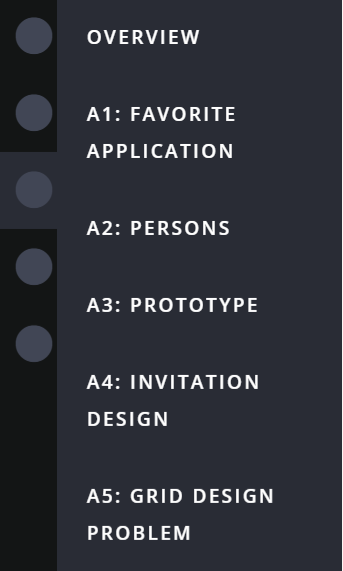 OVERVIEW
A1: FAVORITE
APPLICATION
A2: PERSONS
A3: PROTOTYPE
A4: INVITATION
DESIGN
A5: GRID DESIGN
PROBLEM